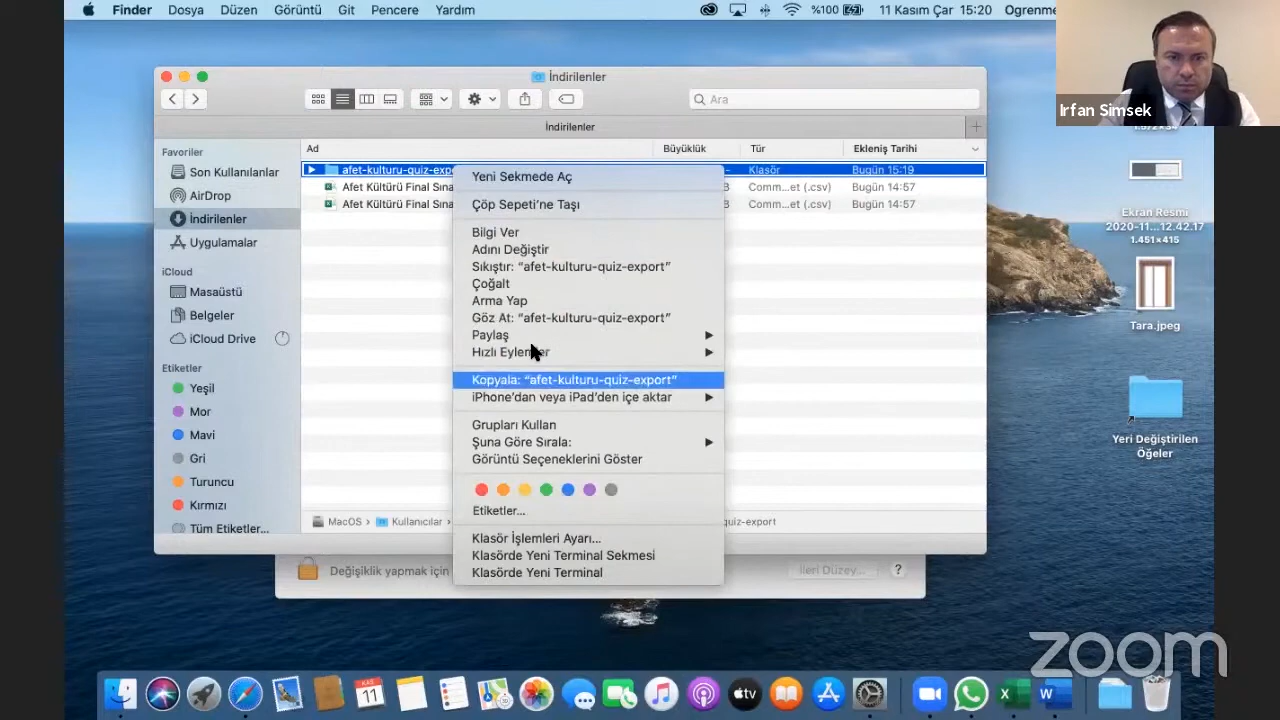 Finder Dosya Düzen Görüntü Git Pencere Yardım %100 11 Kasım Çar 15:20 Ogrenme
Irfan Simsek
İndirilenler
Ara
İndirilenler
Favoriler
Son Kullanılanlar
AirDrop
İndirilenler
Uygulamalar
iCloud
Masaüstü
Belgeler
iCloud Drive
Etiketler
Yeşil
Mor
Mavi
Gri
Turuncu
Kırmızı
Tüm Etiketler...
Ad Büyüklük Tür Ekleniş Tarihi
afet-kulturu-quiz-expo -- Klasör Bugün 15:19
Afet Kültürü Final Sına B Comm...et (.csv) Bugün 14:57
Afet Kültürü Final Sına B Comm...et (.csv) Bugün 14:57
Yeni Sekmede Aç
Çöp Sepeti'ne Taşı
Bilgi Ver
Adını Değiştir
Sıkıştır: “afet-kulturu-quiz-export”
Çoğalt
Arma Yap
Göz At: “afet-kulturu-quiz-export”
Paylaş
Hızlı Eylemler
Kopyala: “afet-kulturu-quiz-export”
iPhone'dan veya iPad'den içe aktar
Grupları Kullan
Şuna Göre Sırala:
Görüntü Seçeneklerini Göster
Etiketler...
Klasör İşlemleri Ayarı...
Klasörde Yeni Terminal Sekmesi
Klasörde Yeni Terminal
MacOS › Kullanıcılar › quiz-export
Değişiklik yapmak için İleri Düzey... ?
Ekran Resmi
2020-11...12.42.17
1.451×415
Tara.jpeg
Yeri Değiştirilen
Öğeler
zoom
KAS
11
tv
X
W